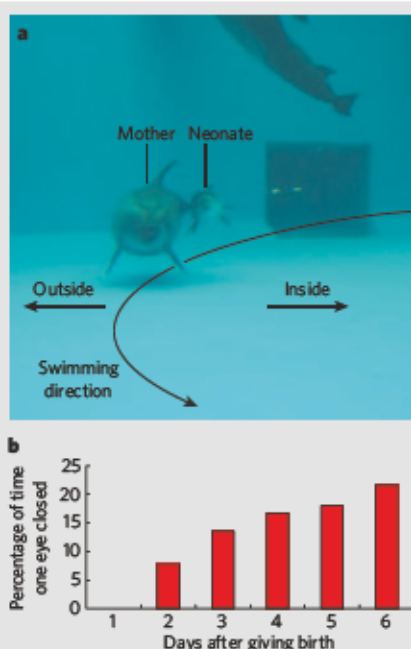 a
Mother Neonate
Outside
Inside
Swimming
direction
b
Percentage of time
one eye closed
25
20
15
10
5
0
1 2 3 4 5 6
Days after giving birth